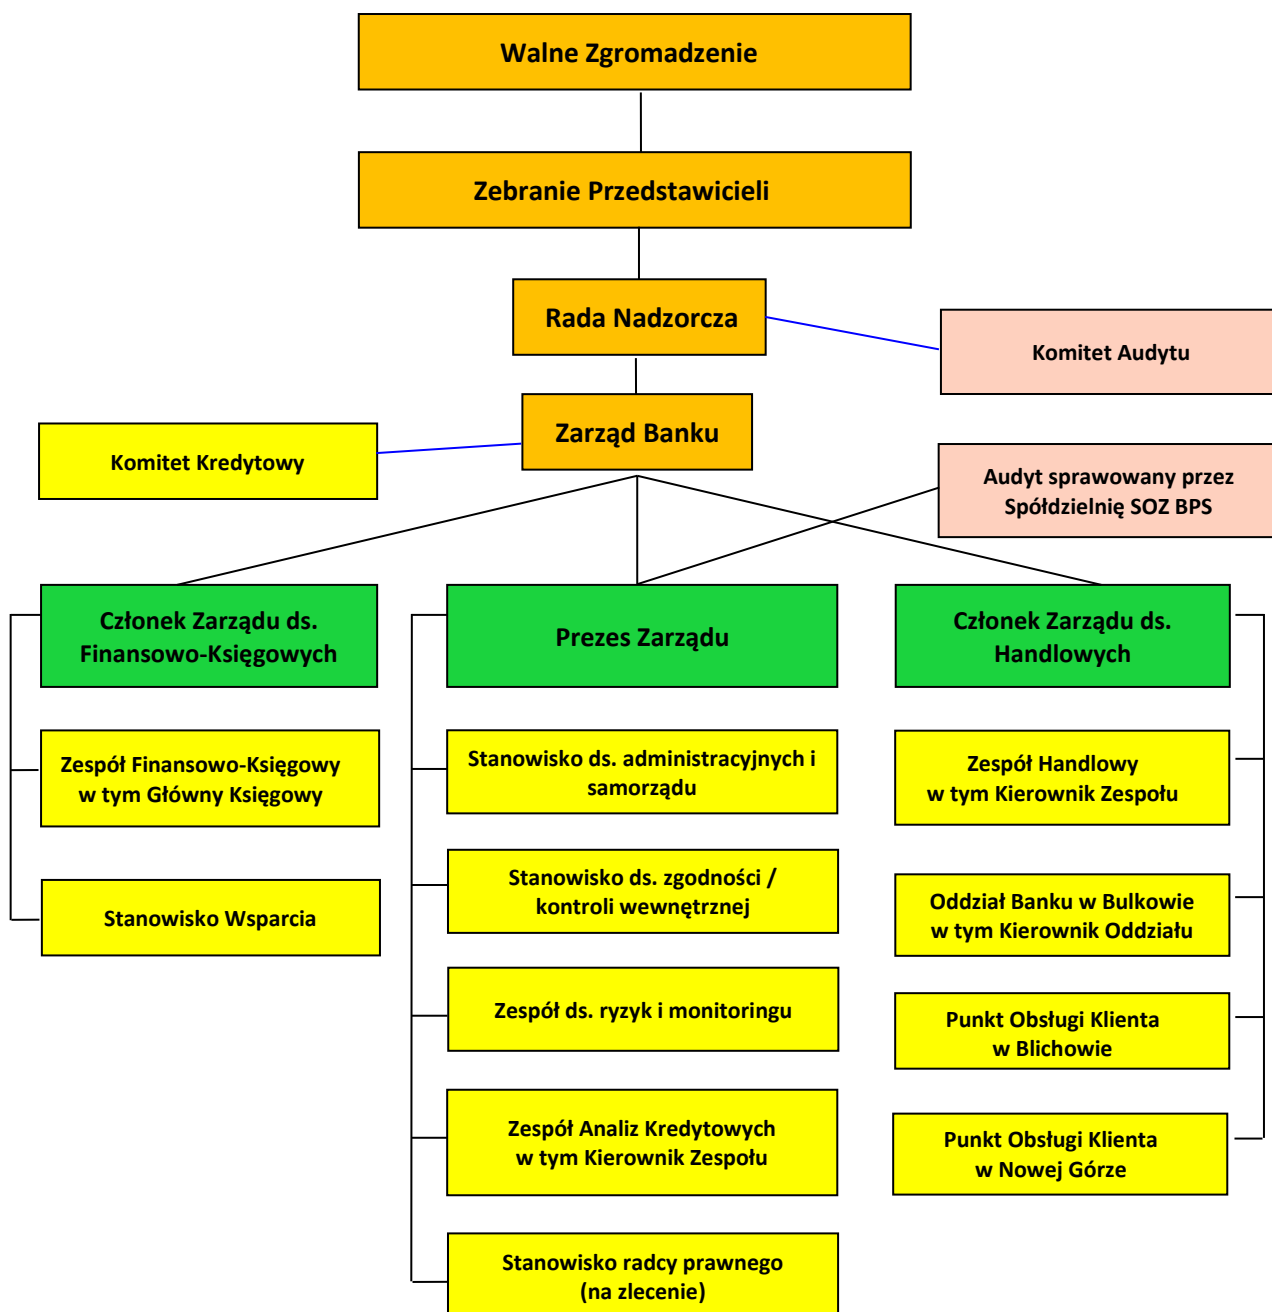 Walne Zgromadzenie
Zebranie Przedstawicieli
Rada Nadzorcza
Komitet Audytu
Zarząd Banku
Komitet Kredytowy
Audyt sprawowany przez
Spółdzielnię SOZ BPS
Członek Zarządu ds.
Finansowo-Księgowych
Prezes Zarządu
Członek Zarządu ds.
Handlowych
Zespół Finansowo-Księgowy
w tym Główny Księgowy
Stanowisko Wsparcia
Stanowisko ds. administracyjnych i
samorządu
Stanowisko ds. zgodności /
kontroli wewnętrznej
Zespół ds. ryzyk i monitoringu
Zespół Analiz Kredytowych
w tym Kierownik Zespołu
Stanowisko radcy prawnego
(na zlecenie)
Zespół Handlowy
w tym Kierownik Zespołu
Oddział Banku w Bulkowie
w tym Kierownik Oddziału
Punkt Obsługi Klienta
w Blichowie
Punkt Obsługi Klienta
w Nowej Górze